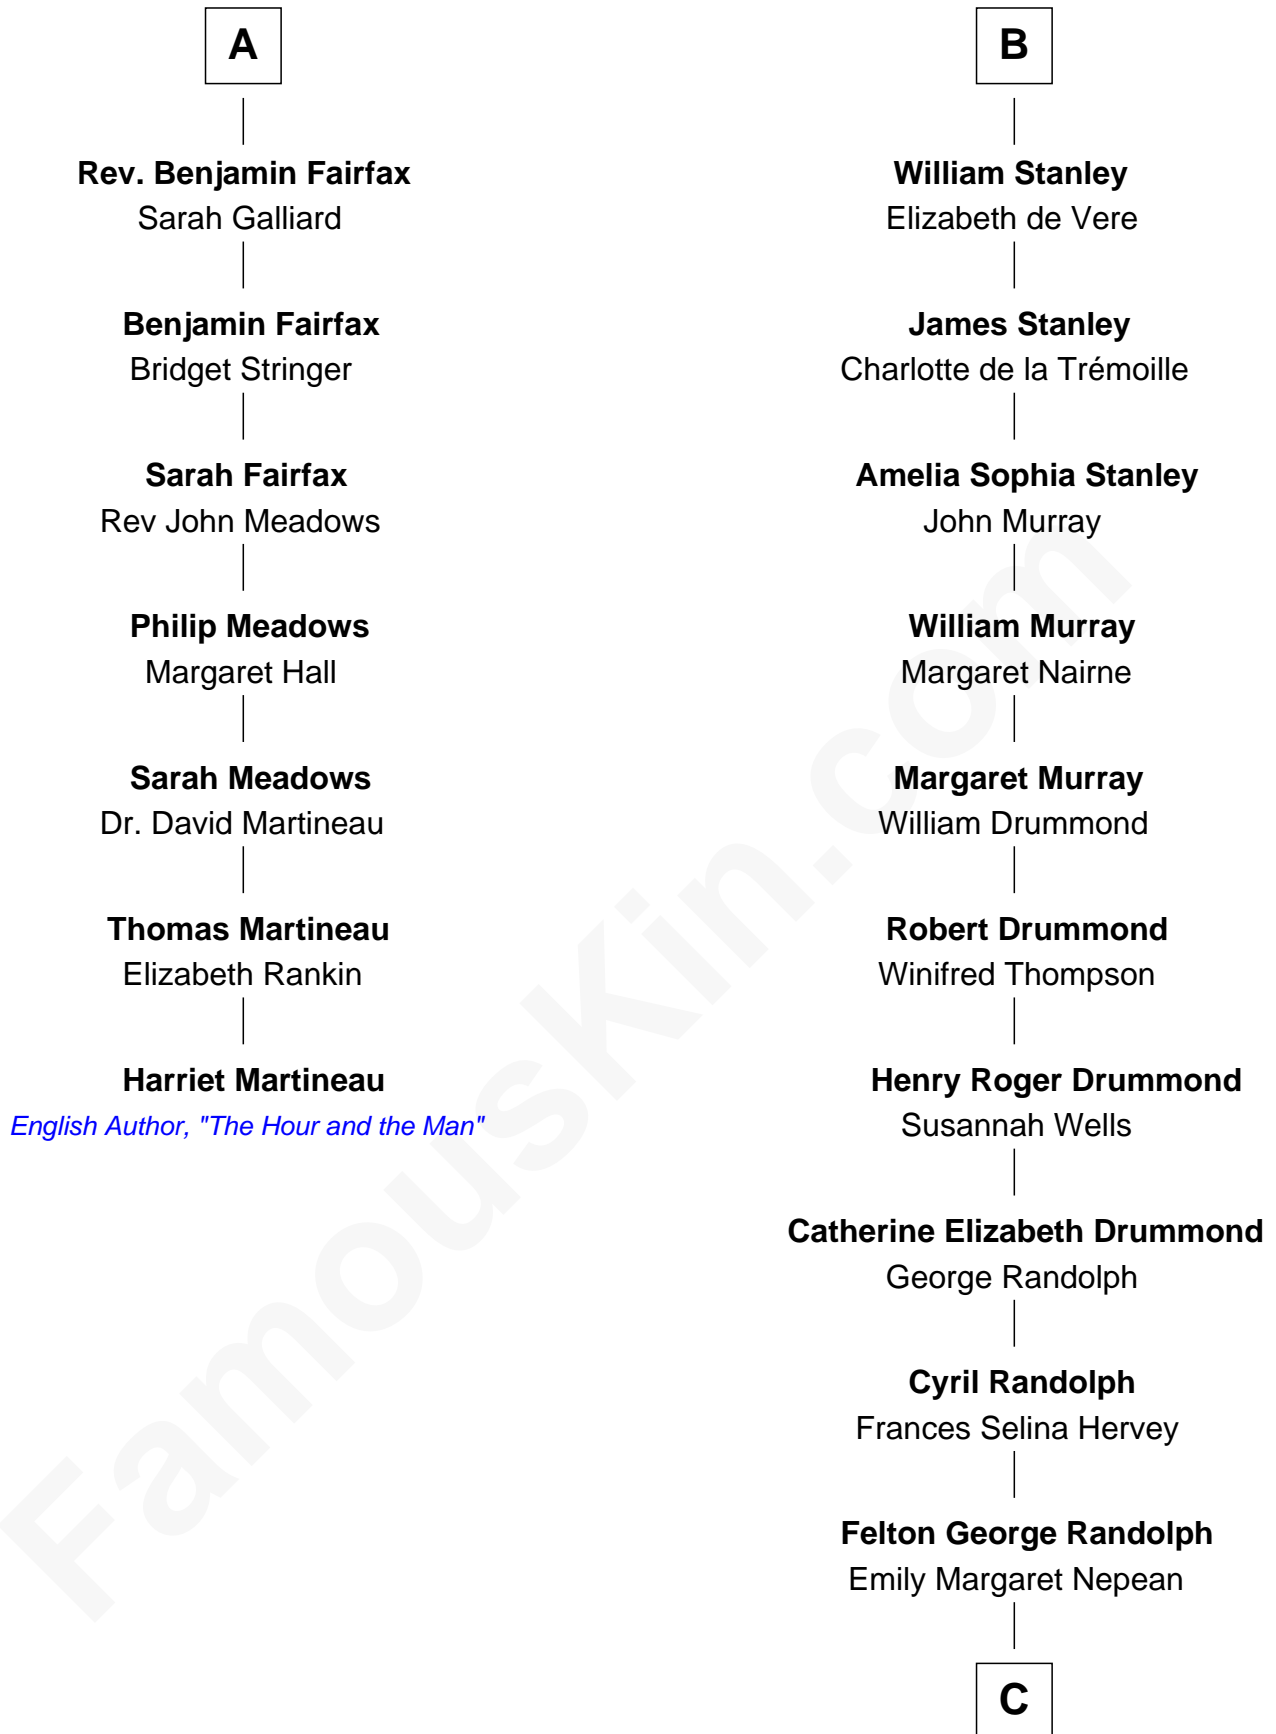 A
Rev. Benjamin Fairfax
Sarah Galliard
Benjamin Fairfax
Bridget Stringer
Sarah Fairfax
Rev John Meadows
Philip Meadows
Margaret Hall
Sarah Meadows
Dr. David Martineau
Thomas Martineau
Elizabeth Rankin
Harriet Martineau
English Author, "The Hour and the Man"
B
William Stanley
Elizabeth de Vere
James Stanley
Charlotte de la Trémoille
Amelia Sophia Stanley
John Murray
William Murray
Margaret Nairne
Margaret Murray
William Drummond
Robert Drummond
Winifred Thompson
Henry Roger Drummond
Susannah Wells
Catherine Elizabeth Drummond
George Randolph
Cyril Randolph
Frances Selina Hervey
Felton George Randolph
Emily Margaret Nepean
C
FamousKin.com